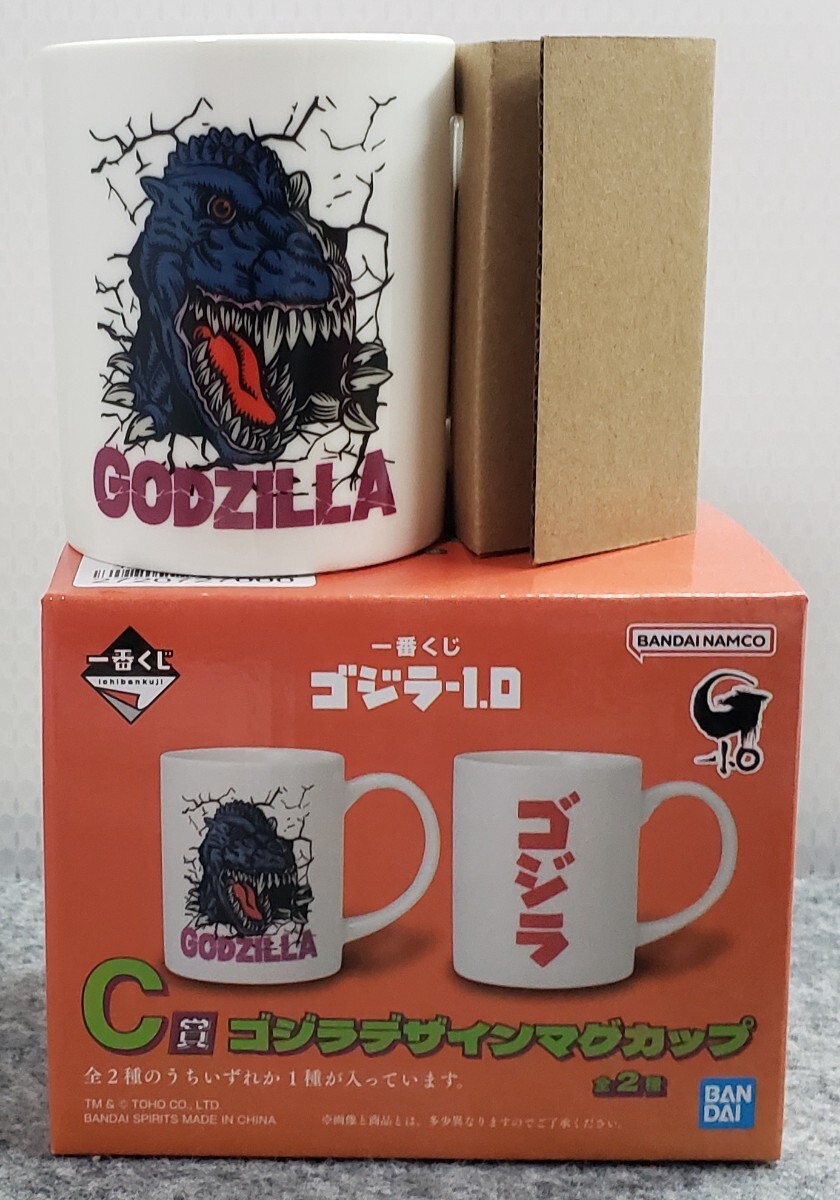 GODZILLA
一番くじ
ichibankuji
一番くじ
ゴジラ-1.0
BANDAI NAMCO
-1.0
GODZILLA
ゴジラ
C賞 ゴジラデザインマグカップ
全2種のうちいずれか1種が入っています。
全2種
TM & © TOHO CO., LTD.
BANDAI SPIRITS MADE IN CHINA
※画像と商品とは、多少異なりますのでご了承ください。
BAN
DAI